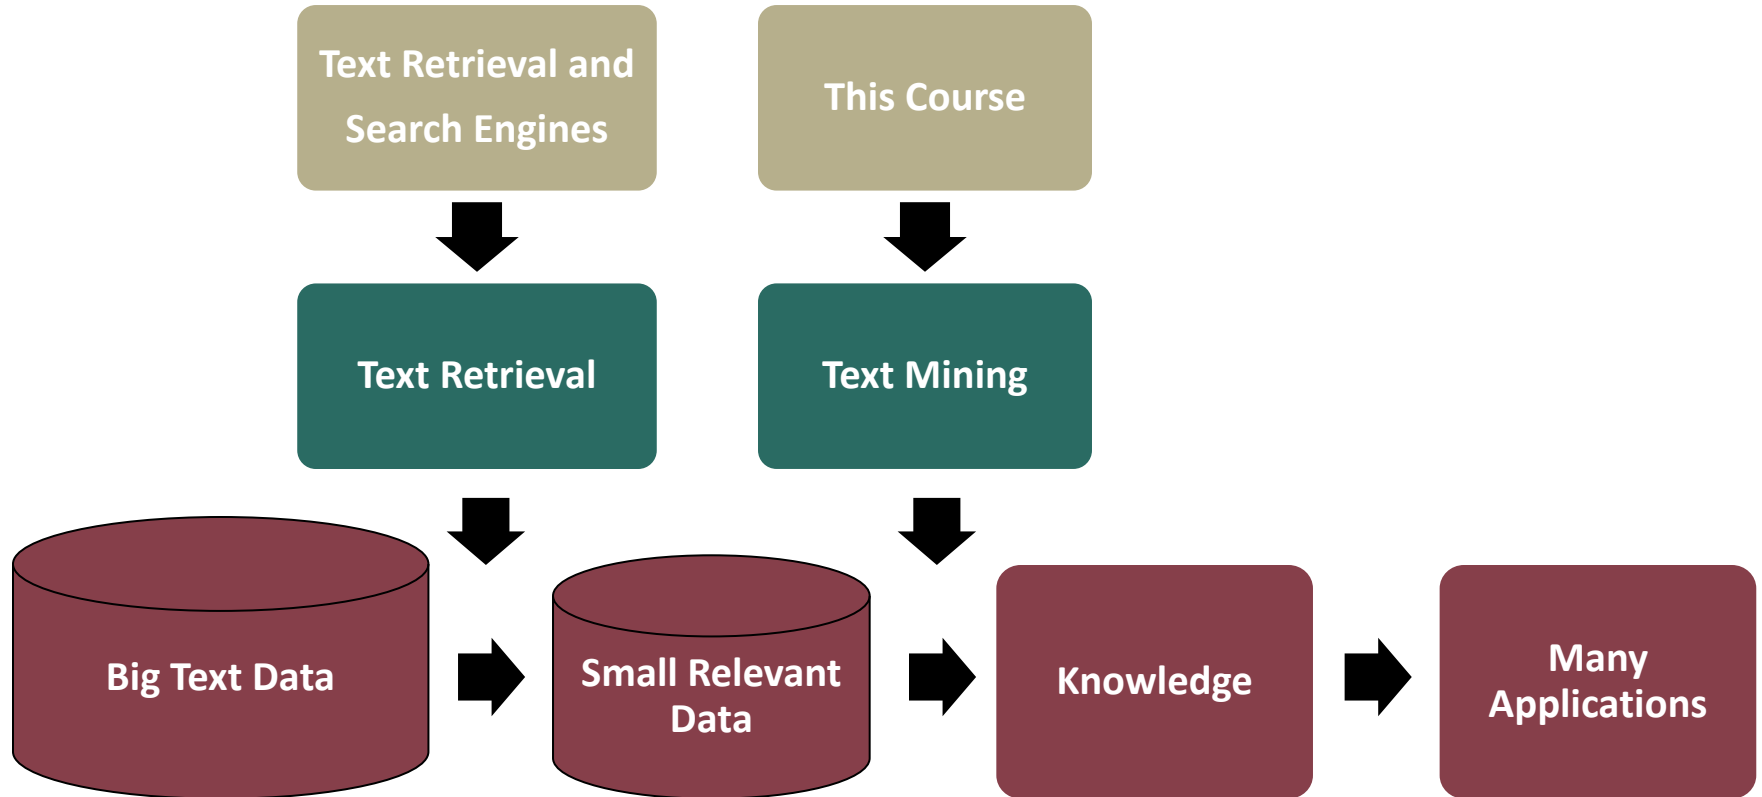 Text Retrieval and
Search Engines
This Course
Text Retrieval
Text Mining
Big Text Data
Small Relevant
Data
Knowledge
Many
Applications